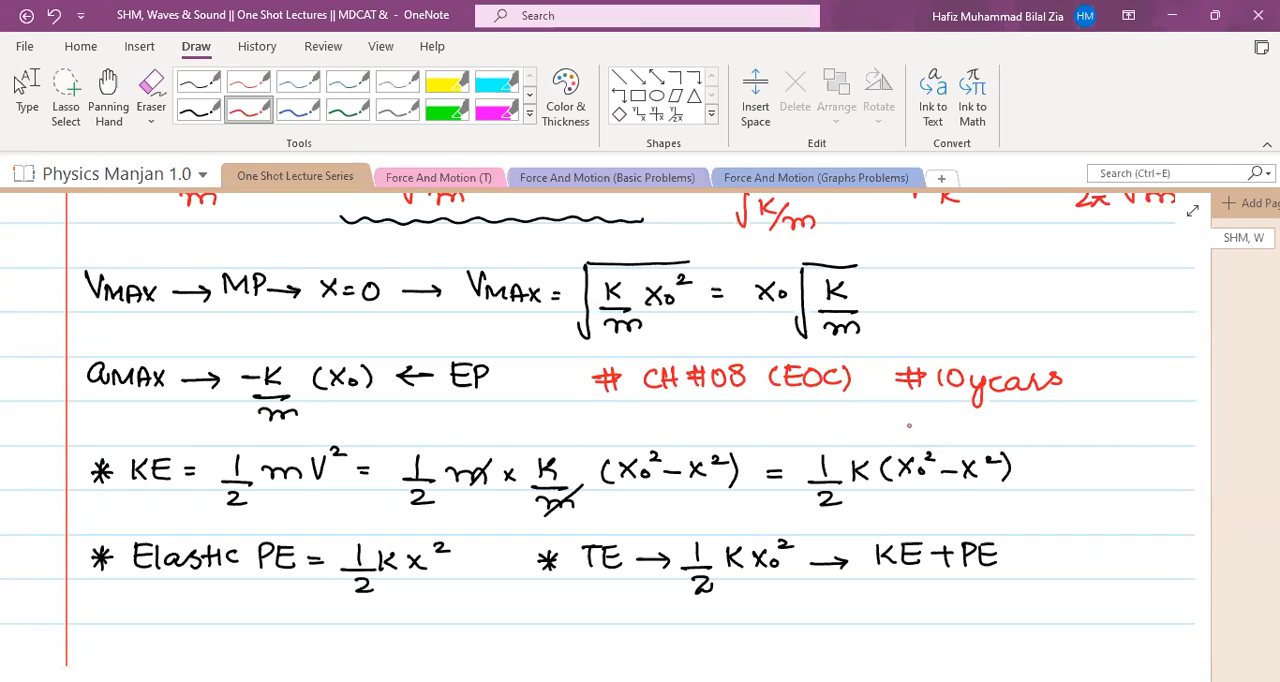 SHM, Waves & Sound || One Shot Lectures || MDCAT & - OneNote
Search
Hafiz Muhammad Bilal Zia
HM
File Home Insert Draw History Review View Help
Type
Lasso Select
Panning Hand
Eraser
Color & Thickness
Insert Space
Delete
Arrange
Rotate
Ink to Text
Ink to Math
Tools
Shapes
Edit
Convert
Physics Manjan 1.0
One Shot Lecture Series
Force And Motion (T)
Force And Motion (Basic Problems)
Force And Motion (Graphs Problems)
Search (Ctrl+E)
Add Pag
SHM, W
m √m √K/m √K 2π √m
VMAX → MP → x=0 → VMAX = √(K/m x₀²) = x₀ √(K/m)
aMAX → -K/m (x₀) ← EP # CH #08 (EOC) #10years
* KE = 1/2 m V² = 1/2 m × K/m (x₀² - x²) = 1/2 K (x₀² - x²)
* Elastic PE = 1/2 K x² * TE → 1/2 K x₀² → KE + PE